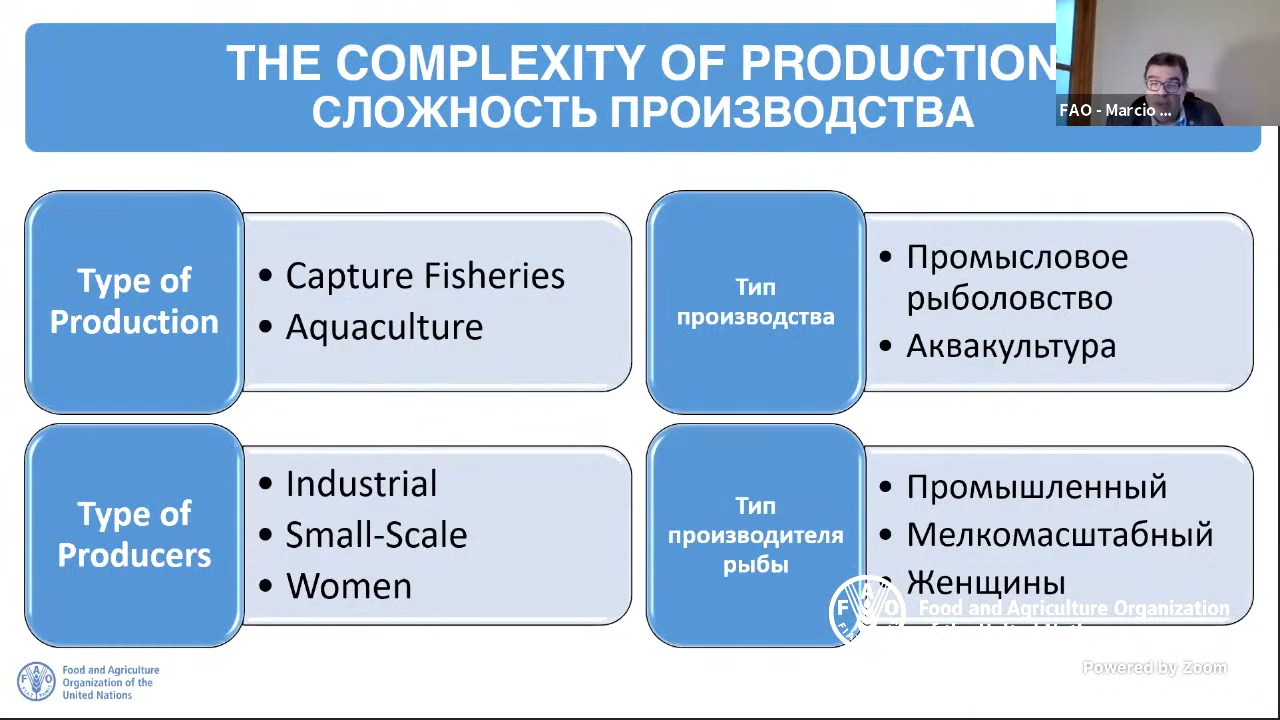 THE COMPLEXITY OF PRODUCTION
СЛОЖНОСТЬ ПРОИЗВОДСТВА
FAO - Marcio ...
Type of
Production
• Capture Fisheries
• Aquaculture
Тип
производства
• Промысловое
рыболовство
• Аквакультура
Type of
Producers
• Industrial
• Small-Scale
• Women
Тип
производителя
рыбы
• Промышленный
• Мелкомасштабный
• Женщины
FAO
Food and Agriculture Organization
Powered by Zoom
FAO
Food and Agriculture
Organization of the
United Nations